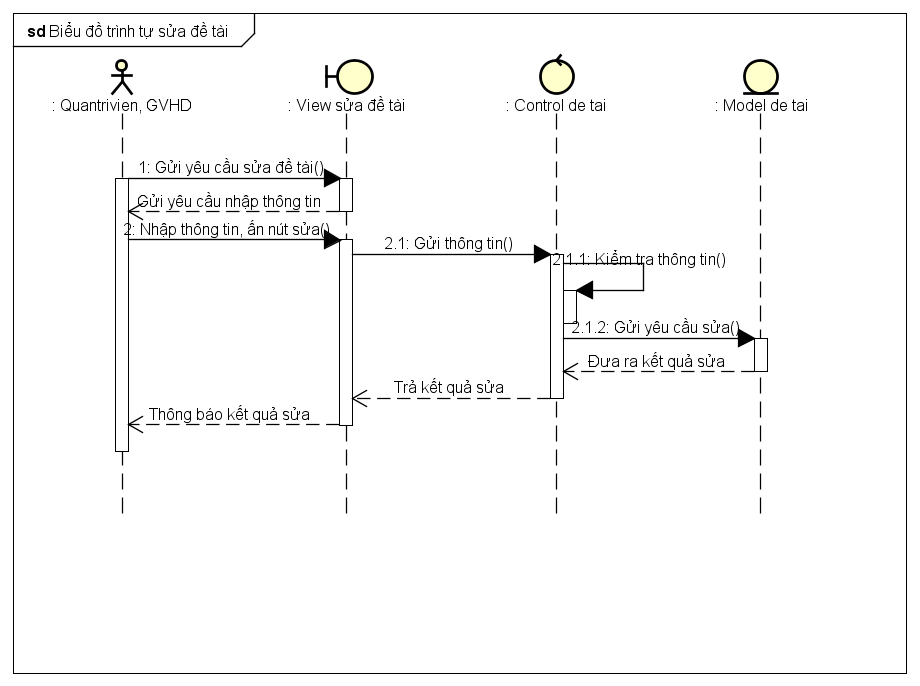 sd Biểu đồ trình tự sửa đề tài
: Quantrivien, GVHD
: View sửa đề tài
: Control de tai
: Model de tai
1: Gửi yêu cầu sửa đề tài()
Gửi yêu cầu nhập thông tin
2: Nhập thông tin, ấn nút sửa()
2.1: Gửi thông tin()
2.1.1: Kiểm tra thông tin()
2.1.2: Gửi yêu cầu sửa()
Đưa ra kết quả sửa
Trả kết quả sửa
Thông báo kết quả sửa